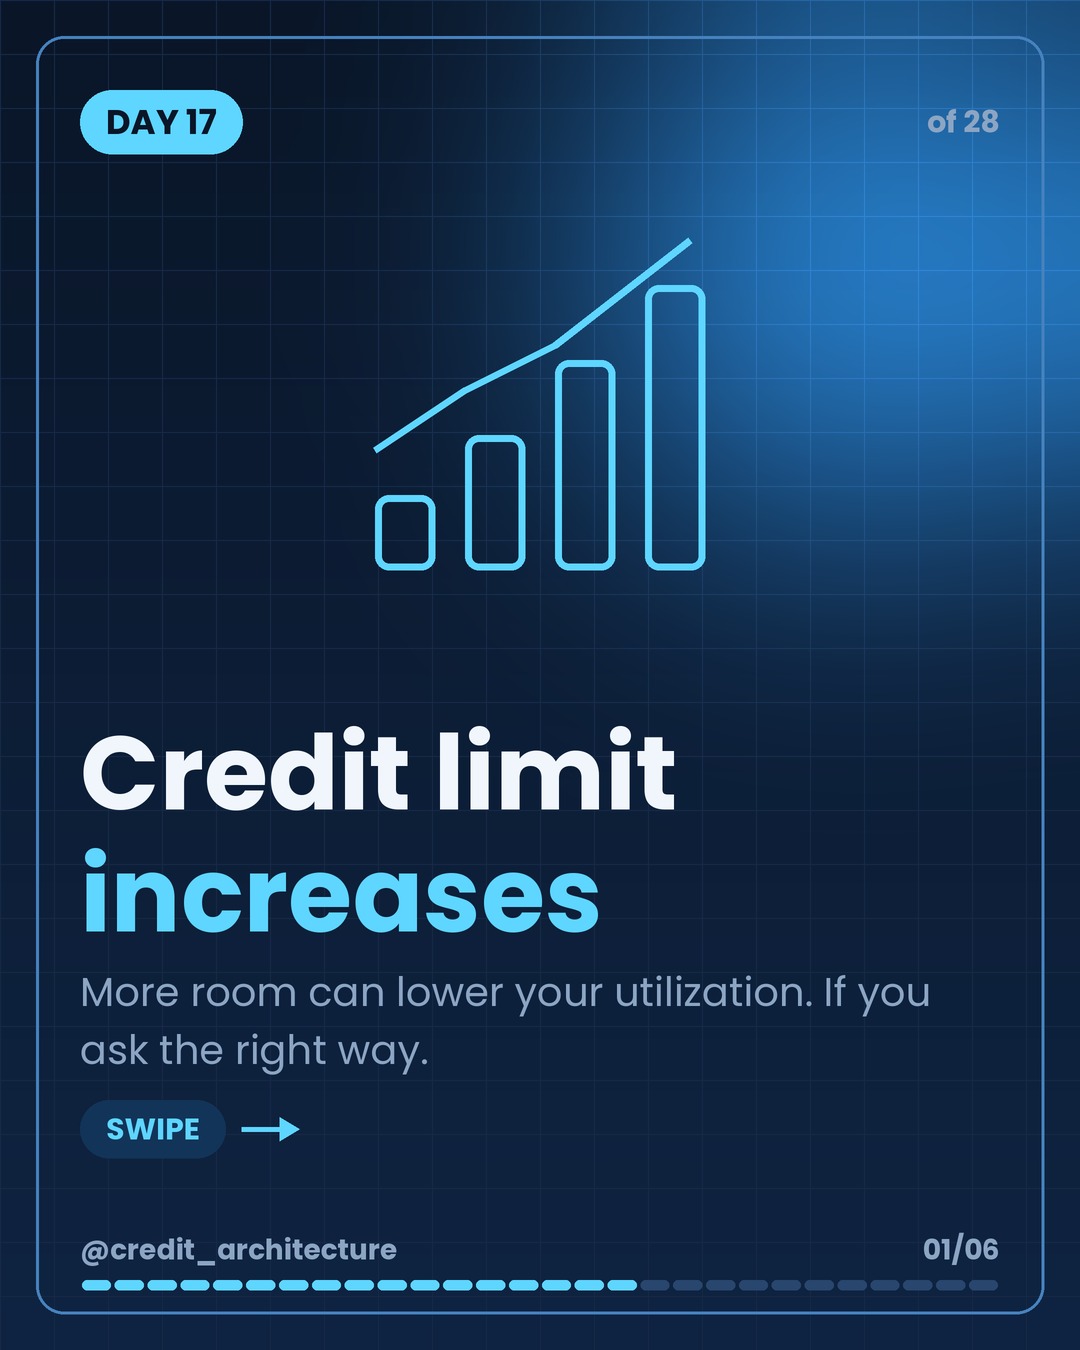 DAY 17
of 28
Credit limit
increases
More room can lower your utilization. If you
ask the right way.
SWIPE
@credit_architecture
01/06